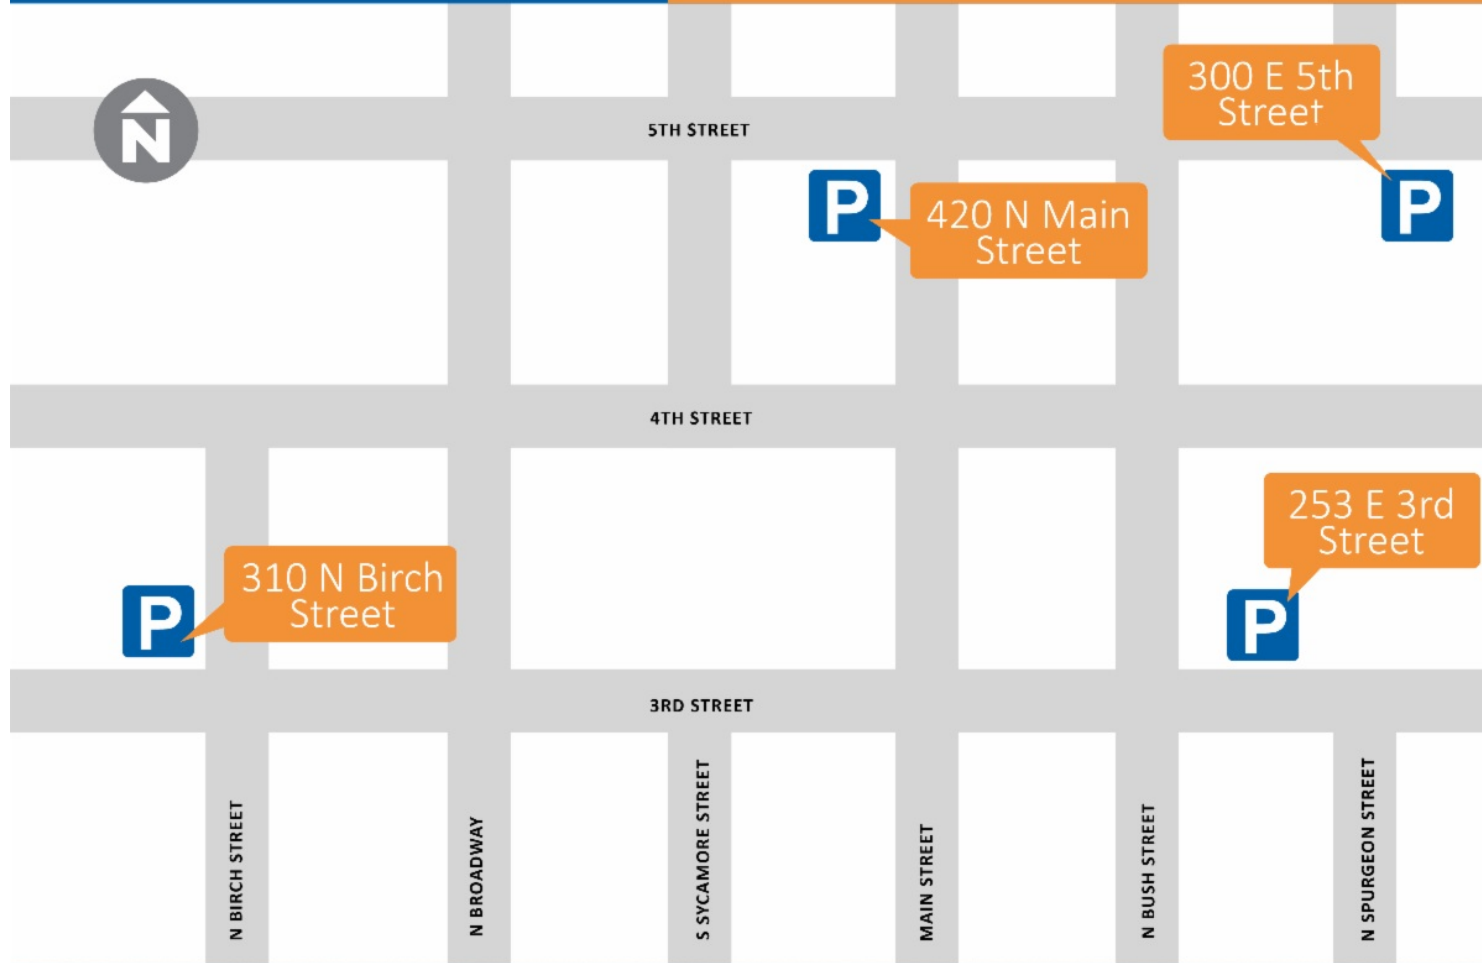 N
300 E 5th
Street
5TH STREET
P
P
420 N Main
Street
4TH STREET
253 E 3rd
Street
310 N Birch
Street
P
P
3RD STREET
N BIRCH STREET
N BROADWAY
S SYCAMORE STREET
MAIN STREET
N BUSH STREET
N SPURGEON STREET